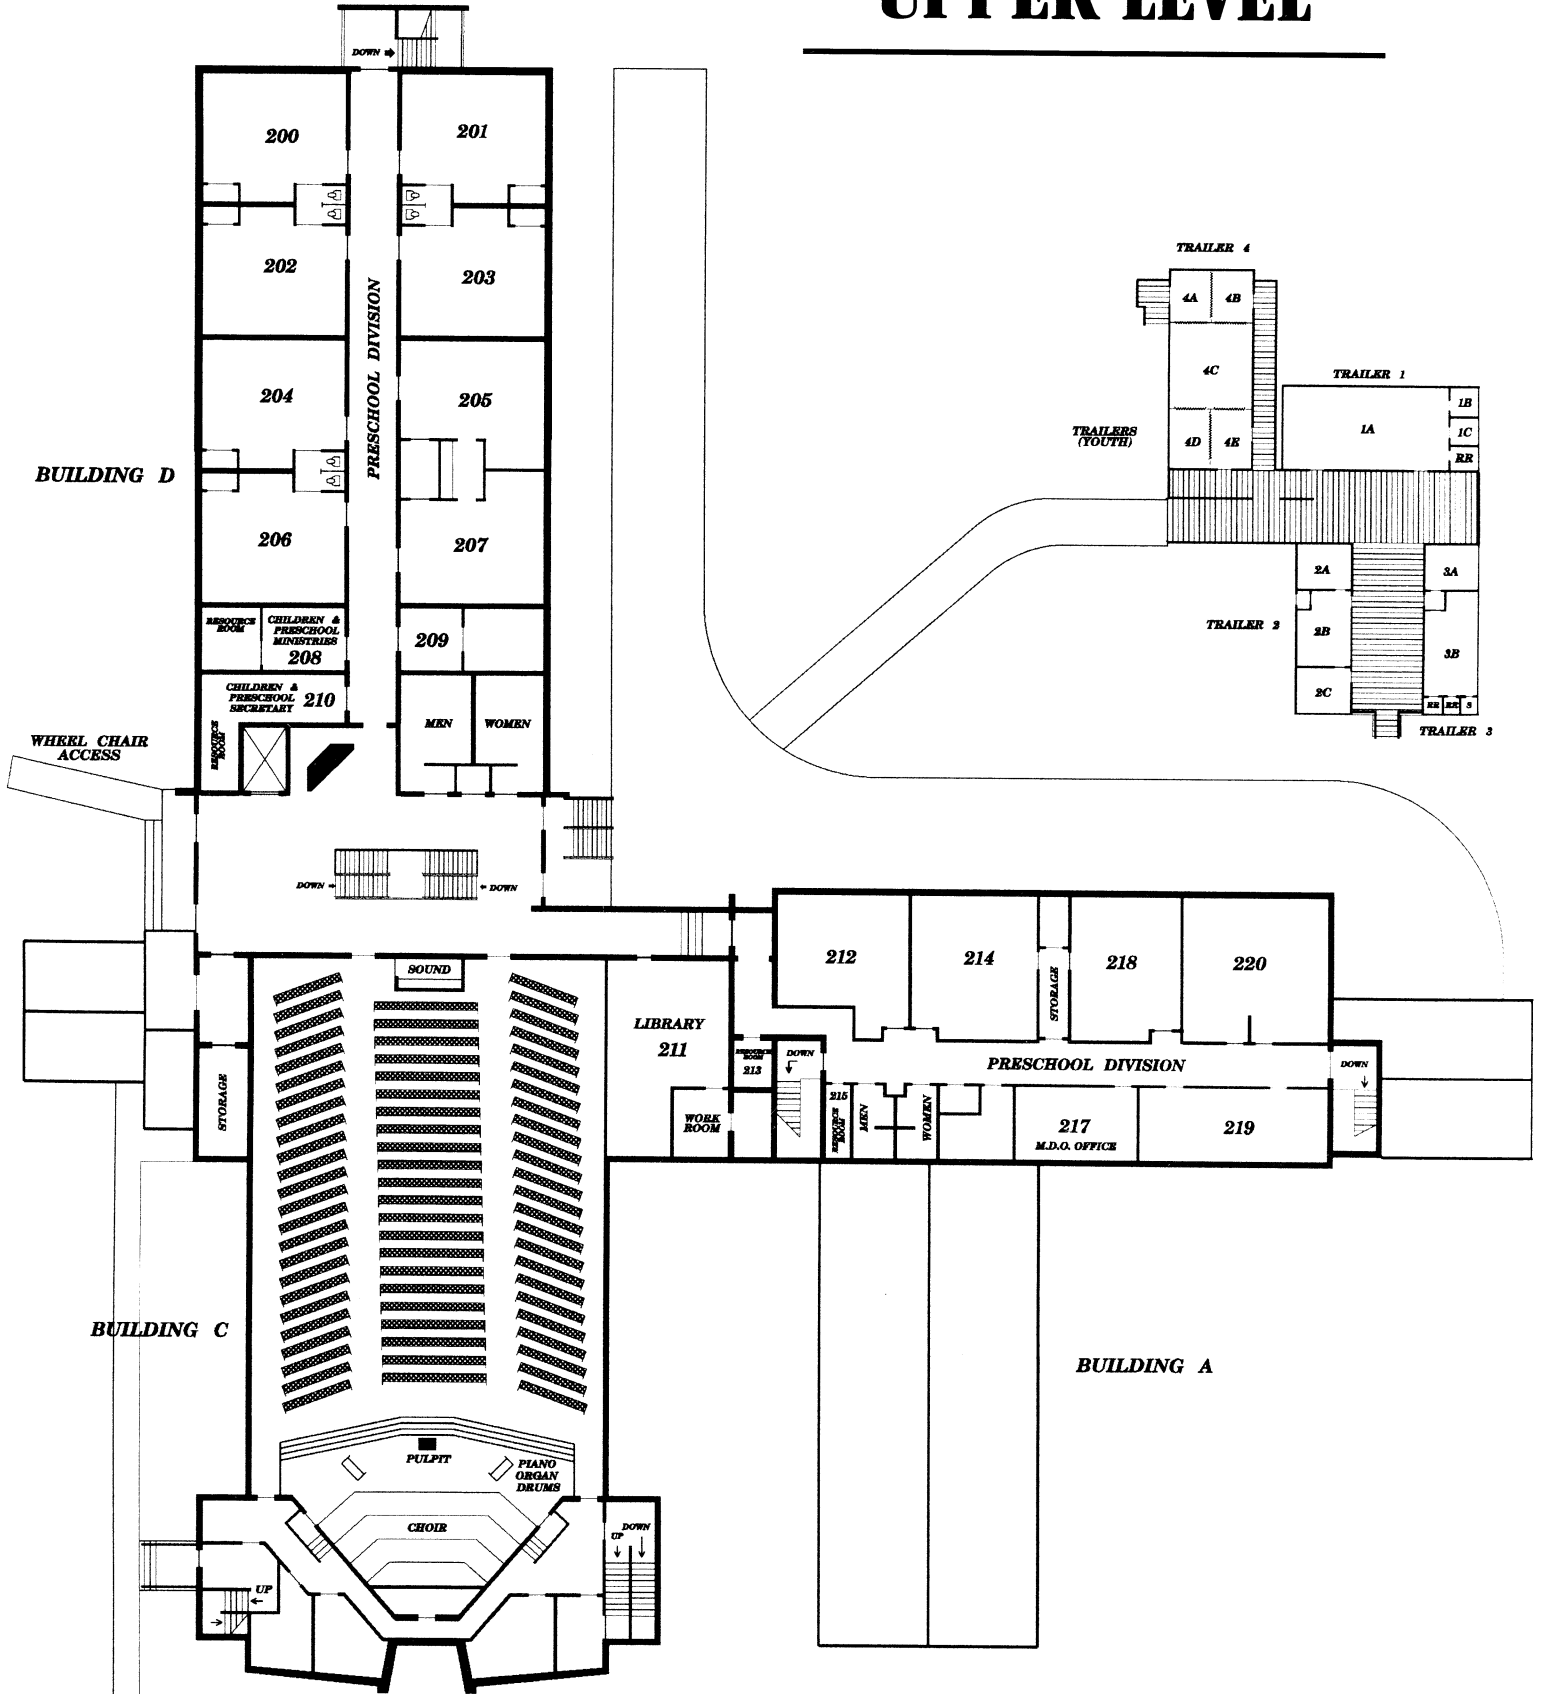 UPPER LEVEL
DOWN
200
201
202
203
PRESCHOOL DIVISION
204
205
BUILDING D
206
207
RESOURCE
ROOM
CHILDREN &
PRESCHOOL
MINISTRIES
208
209
CHILDREN &
PRESCHOOL
SECRETARY
210
RESOURCE
ROOM
MEN
WOMEN
WHEEL CHAIR
ACCESS
DOWN
DOWN
TRAILER 4
4A
4B
4C
4D
4E
TRAILERS
(YOUTH)
TRAILER 1
1A
1B
1C
RR
2A
2B
2C
TRAILER 2
3A
3B
RR
RR
S
TRAILER 3
SOUND
STORAGE
LIBRARY
211
WORK
ROOM
212
214
STORAGE
218
220
RESOURCE
ROOM
213
DOWN
PRESCHOOL DIVISION
DOWN
215
RESOURCE
ROOM
MEN
WOMEN
217
M.D.O. OFFICE
219
BUILDING C
BUILDING A
PULPIT
PIANO
ORGAN
DRUMS
CHOIR
UP
DOWN
UP